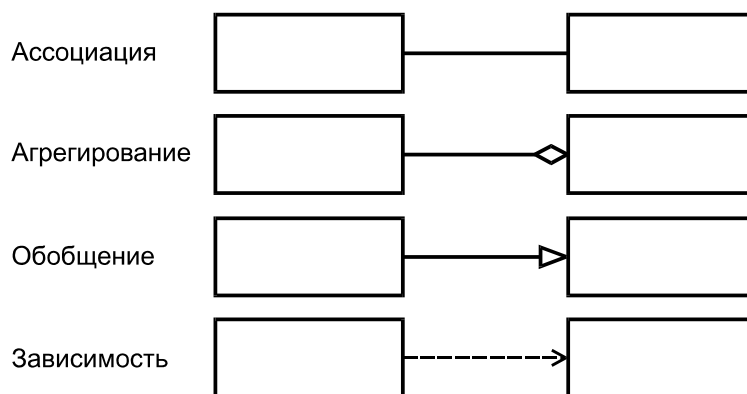 Ассоциация
Агрегирование
Обобщение
Зависимость